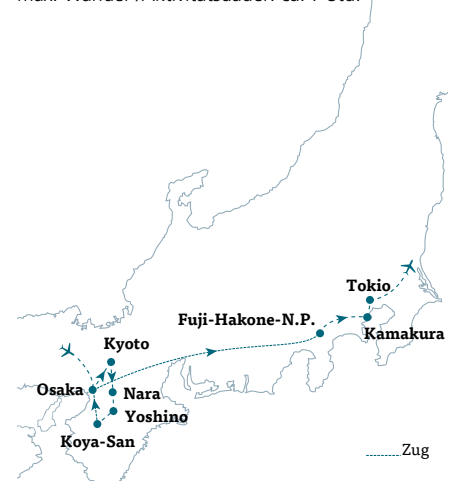 Tokio
Fuji-Hakone-N.P.
Kamakura
Kyoto
Osaka
Nara
Yoshino
Koya-San
Zug